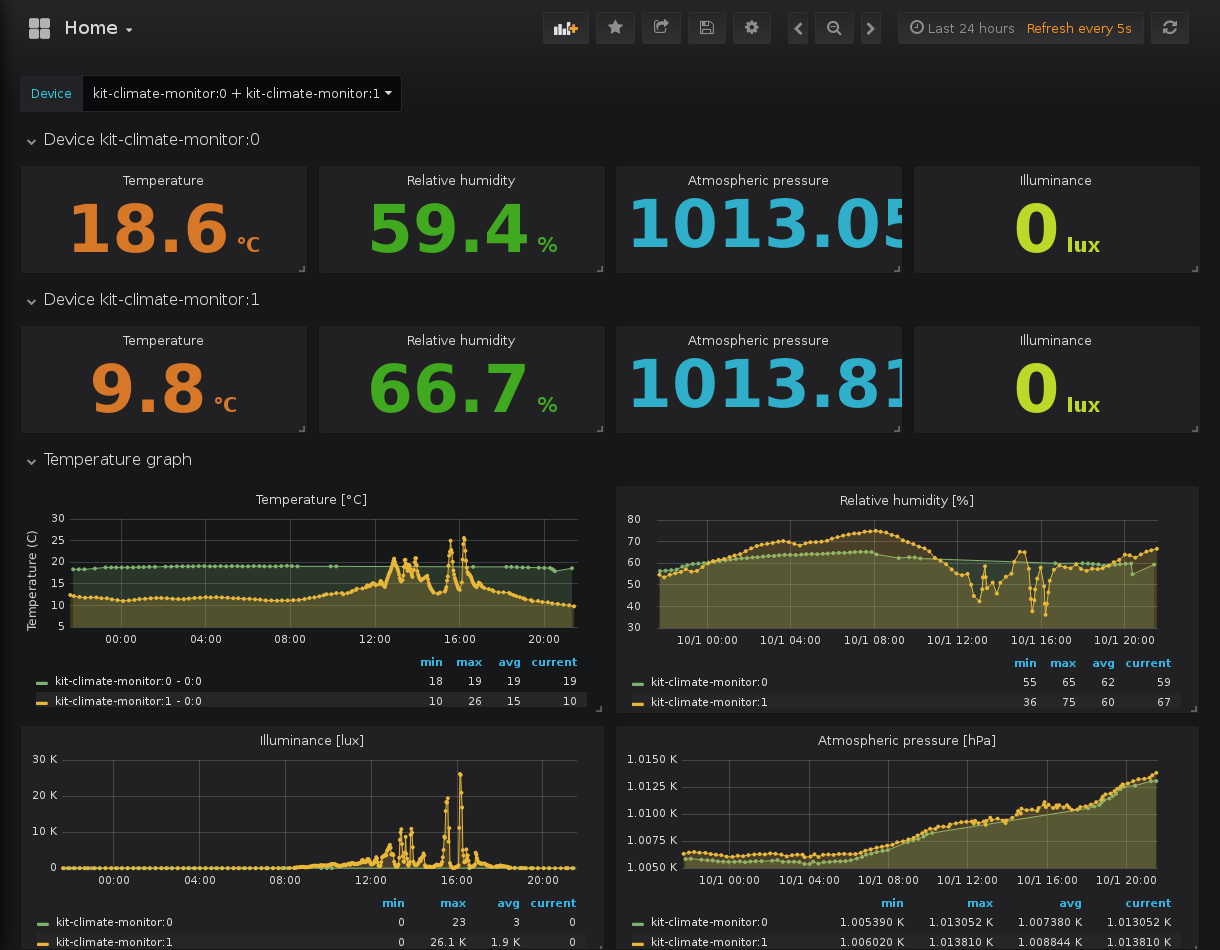 Home
Last 24 hours Refresh every 5s
Device kit-climate-monitor:0 + kit-climate-monitor:1
Device kit-climate-monitor:0
Temperature Relative humidity Atmospheric pressure Illuminance
18.6 °C 59.4 % 1013.05 0 lux
Device kit-climate-monitor:1
Temperature Relative humidity Atmospheric pressure Illuminance
9.8 °C 66.7 % 1013.81 0 lux
Temperature graph
Temperature [°C]
Temperature (C)
30
25
20
15
10
5
00:00 04:00 08:00 12:00 16:00 20:00
min max avg current
kit-climate-monitor:0 - 0:0 18 19 19 19
kit-climate-monitor:1 - 0:0 10 26 15 10
Relative humidity [%]
80
70
60
50
40
30
10/1 00:00 10/1 04:00 10/1 08:00 10/1 12:00 10/1 16:00 10/1 20:00
min max avg current
kit-climate-monitor:0 55 65 62 59
kit-climate-monitor:1 36 75 60 67
Illuminance [lux]
30 K
20 K
10 K
0
00:00 04:00 08:00 12:00 16:00 20:00
min max avg current
kit-climate-monitor:0 0 23 3 0
kit-climate-monitor:1 0 26.1 K 1.9 K 0
Atmospheric pressure [hPa]
1.0150 K
1.0125 K
1.0100 K
1.0075 K
1.0050 K
10/1 00:00 10/1 04:00 10/1 08:00 10/1 12:00 10/1 16:00 10/1 20:00
min max avg current
kit-climate-monitor:0 1.005390 K 1.013052 K 1.007380 K 1.013052 K
kit-climate-monitor:1 1.006020 K 1.013810 K 1.008844 K 1.013810 K